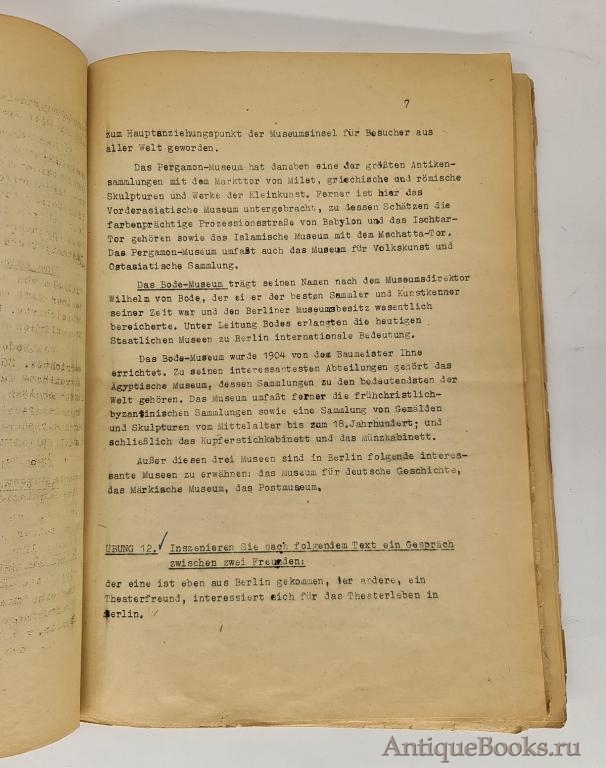 7
zum Hauptanziehungspunkt der Museumsinsel für Besucher aus
aller Welt geworden.
Das Pergamon-Museum hat daneben eine der größten Antiken-
sammlungen mit dem Markttor von Milet, griechische und römische
Skulpturen und Werke der Kleinkunst. Ferner ist hier das
Vorderasiatische Museum untergebracht, zu dessen Schätzen die
farbenprächtige Prozessionsstraße von Babylon und das Ischtar-
Tor gehören sowie das Islamische Museum mit dem Mschatta-Tor.
Das Pergamon-Museum umfaßt auch das Museum für Volkskunst und
Ostasiatische Sammlung.
Das Bode-Museum trägt seinen Namen nach dem Museumsdirektor
Wilhelm von Bode, der einer der besten Sammler und Kunstkenner
seiner Zeit war und den Berliner Museumsbesitz wesentlich
bereicherte. Unter Leitung Bodes erlangten die heutigen
Staatlichen Museen zu Berlin internationale Bedeutung.
Das Bode-Museum wurde 1904 von dem Baumeister Ihne
errichtet. Zu seinen interessantesten Abteilungen gehört das
Ägyptische Museum, dessen Sammlungen zu den bedeutendsten der
Welt gehören. Das Museum umfaßt ferner die frühchristlich-
byzantinischen Sammlungen sowie eine Sammlung von Gemälden
und Skulpturen vom Mittelalter bis zum 18.Jahrhundert; und
schließlich das Kupferstichkabinett und das Münzkabinett.
Außer diesen drei Museen sind in Berlin folgende interes-
sante Museen zu erwähnen: das Museum für deutsche Geschichte,
das Märkische Museum, das Postmuseum.
ÜBUNG 12. Inszenieren Sie nach folgendem Text ein Gespräch
zwischen zwei Freunden:
der eine ist eben aus Berlin gekommen, der andere, ein
Theaterfreund, interessiert sich für das Theaterleben in
Berlin.
AntiqueBooks.ru